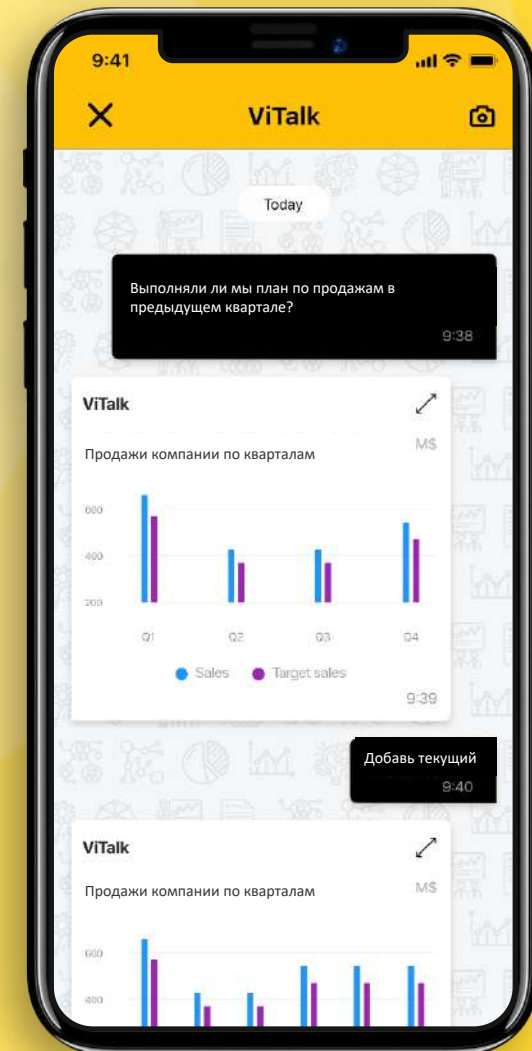 9:41
ViTalk
Today
Выполняли ли мы план по продажам в
предыдущем квартале?
9:38
ViTalk
Продажи компании по кварталам
M$
600
400
200
Q1 Q2 Q3 Q4
Sales Target sales
9:39
Добавь текущий
9:40
ViTalk
Продажи компании по кварталам
M$
600
400